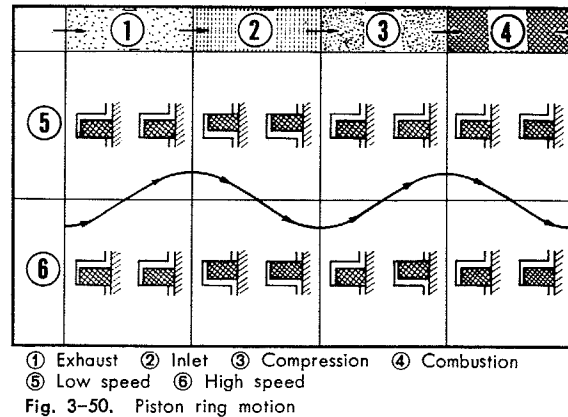 ① ② ③ ④
⑤
⑥
① Exhaust ② Inlet ③ Compression ④ Combustion
⑤ Low speed ⑥ High speed
Fig. 3-50. Piston ring motion